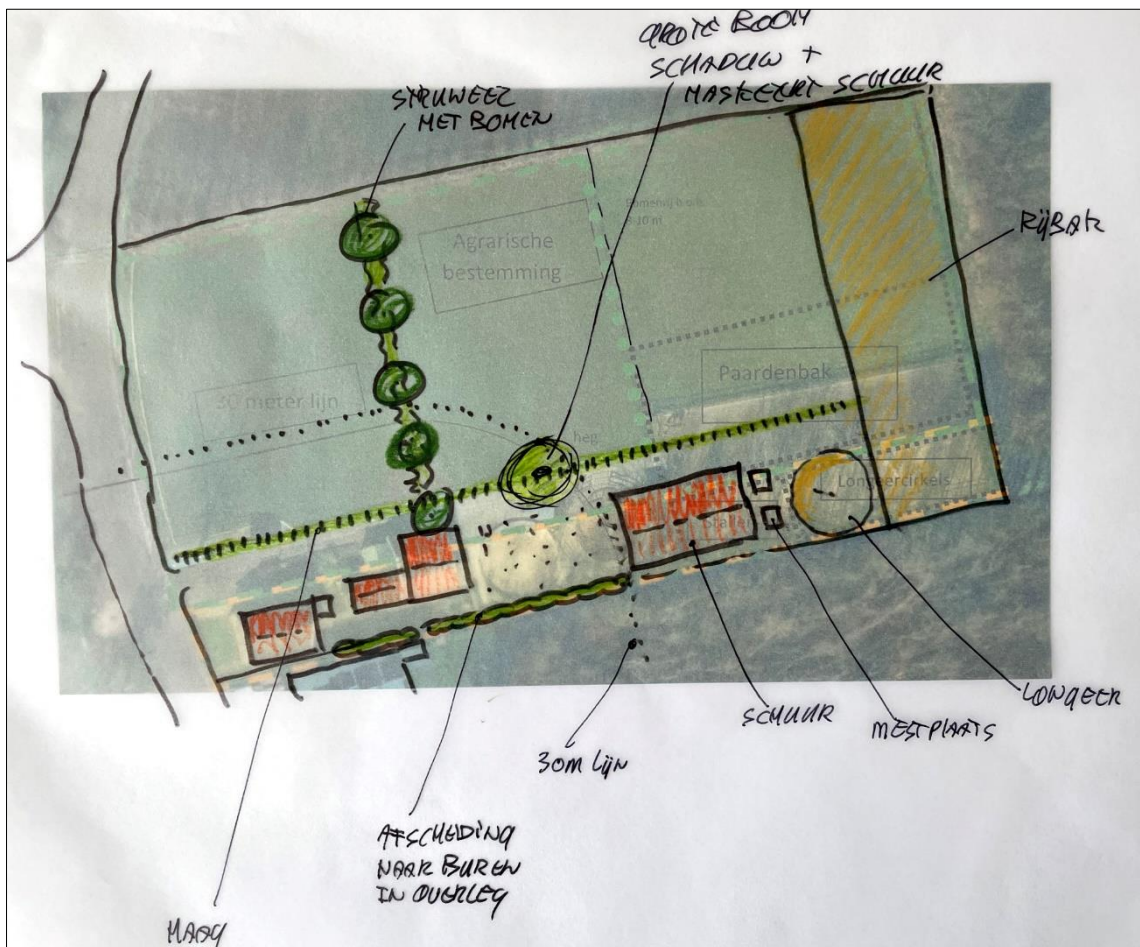 GROTE BOOM
SCHADUW +
MASKEERT SCHUUR
STRUWEEL
MET BOMEN
Agrarische
bestemming
RIJBAK
30 meter lijn
Paardenbak
heg
Longeercirkels
LONGEER
SCHUUR
MESTPLAATS
30M LIJN
AFSCHEIDING
NAAR BUREN
IN OVERLEG
HAAG